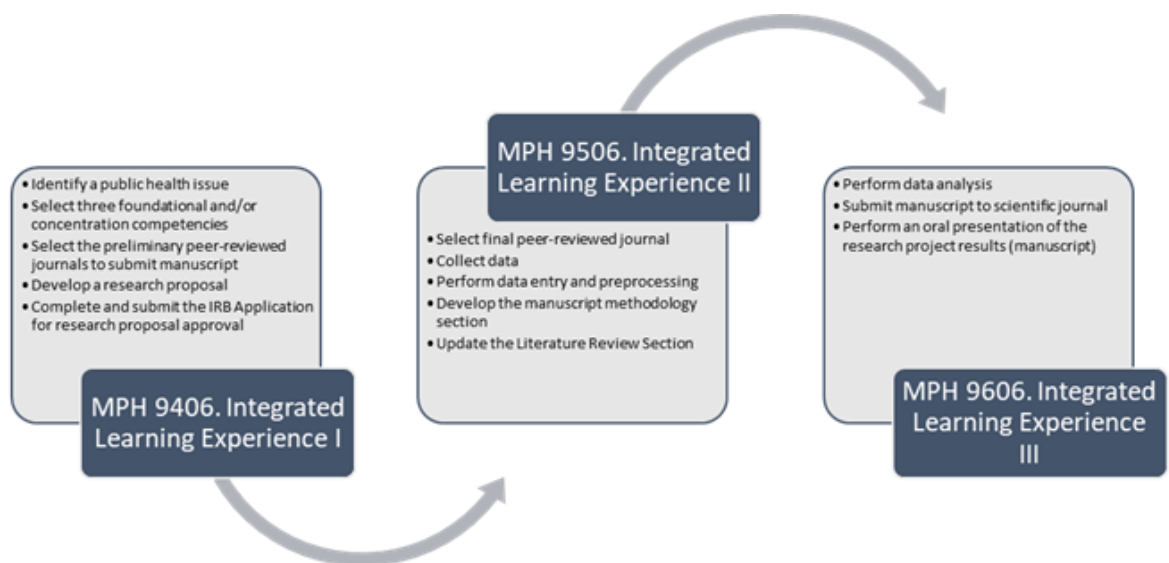 • Identify a public health issue
• Select three foundational and/or
concentration competencies
• Select the preliminary peer-reviewed
journals to submit manuscript
• Develop a research proposal
• Complete and submit the IRB Application
for research proposal approval
MPH 9406. Integrated
Learning Experience I
MPH 9506. Integrated
Learning Experience II
• Select final peer-reviewed journal
• Collect data
• Perform data entry and preprocessing
• Develop the manuscript methodology
section
• Update the Literature Review Section
• Perform data analysis
• Submit manuscript to scientific journal
• Perform an oral presentation of the
research project results (manuscript)
MPH 9606. Integrated
Learning Experience
III